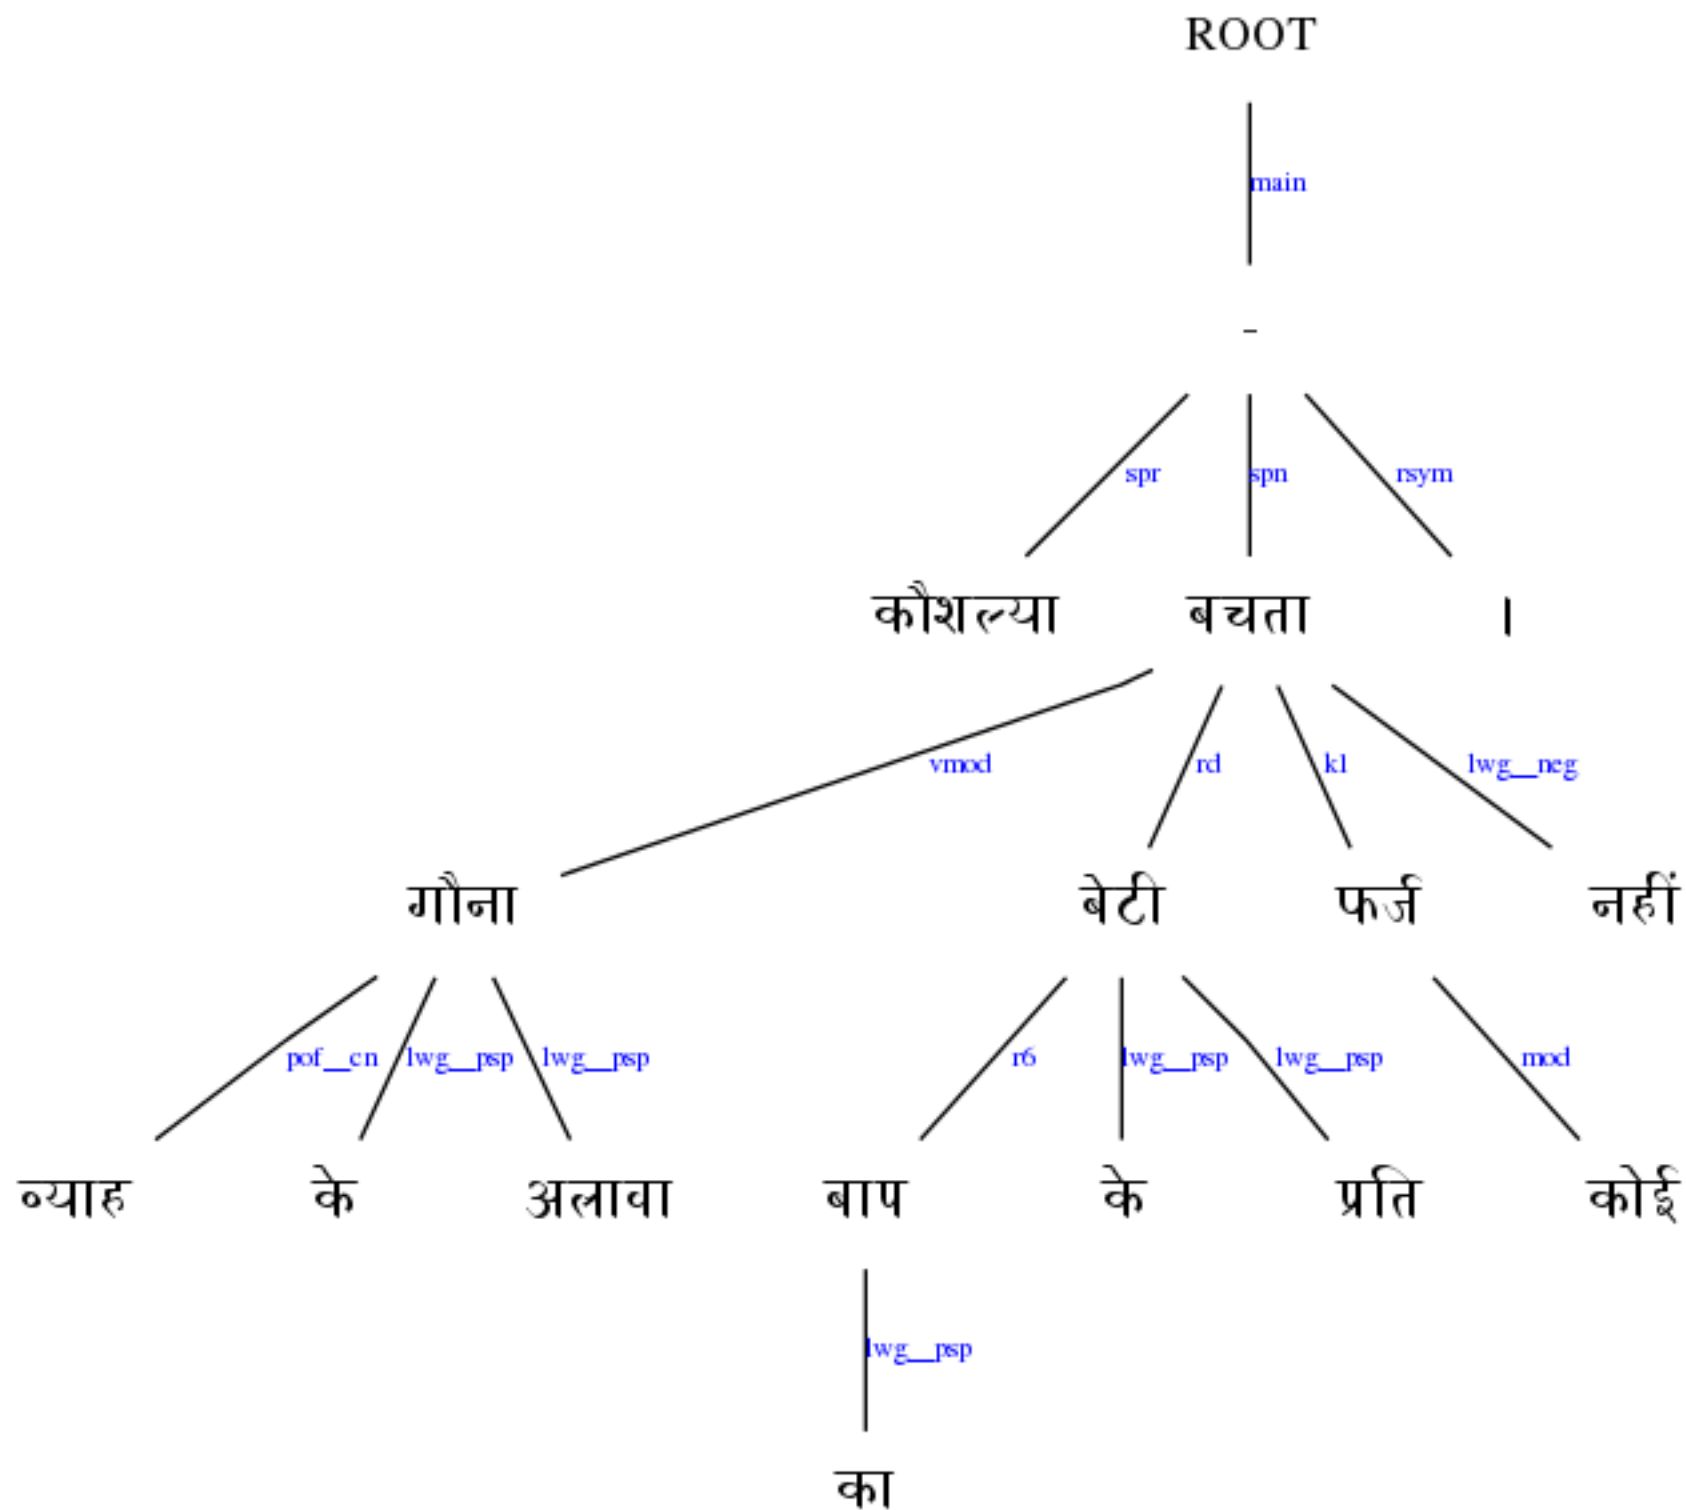 ROOT
main
-
spr spn rsym
कौशल्या बचता ।
vmod rd k1 lwg__neg
गौना बेटी फर्ज नहीं
pof__cn lwg__psp lwg__psp r6 lwg__psp lwg__psp mod
ब्याह के अलावा बाप के प्रति कोई
lwg__psp
का